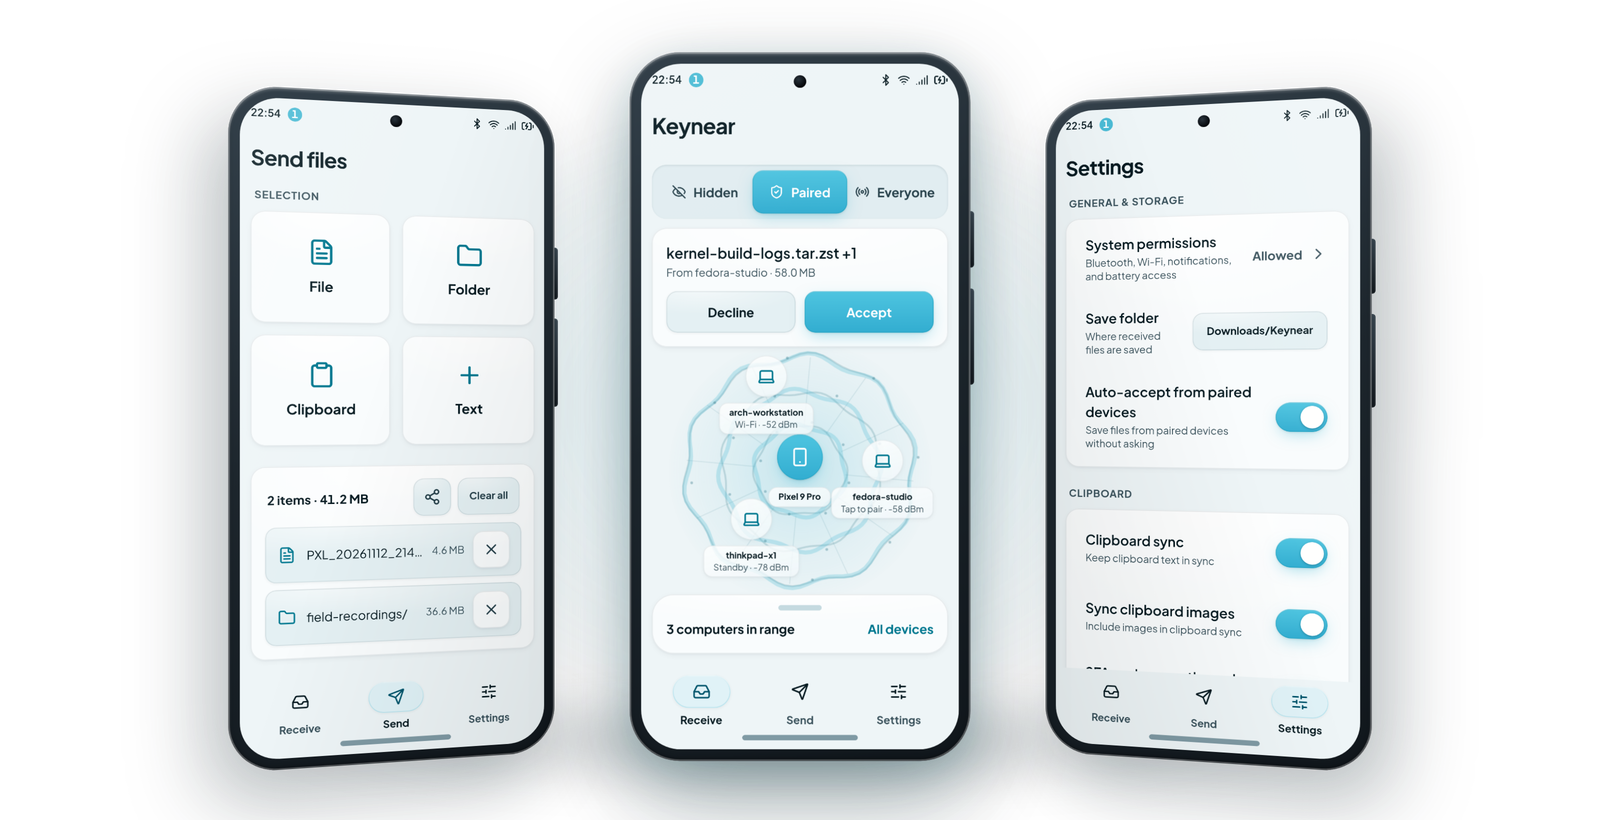 22:54 1
Send files
SELECTION
File
Folder
Clipboard
Text
2 items · 41.2 MB
Clear all
PXL_20261112_214... 4.6 MB
field-recordings/ 36.6 MB
Receive
Send
Settings
22:54 1
Keynear
Hidden
Paired
Everyone
kernel-build-logs.tar.zst +1
From fedora-studio · 58.0 MB
Decline
Accept
arch-workstation
Wi-Fi · -52 dBm
Pixel 9 Pro
fedora-studio
Tap to pair · -58 dBm
thinkpad-x1
Standby · -78 dBm
3 computers in range
All devices
Receive
Send
Settings
22:54 1
Settings
GENERAL & STORAGE
System permissions
Bluetooth, Wi-Fi, notifications,
and battery access
Allowed
Save folder
Where received
files are saved
Downloads/Keynear
Auto-accept from paired
devices
Save files from paired devices
without asking
CLIPBOARD
Clipboard sync
Keep clipboard text in sync
Sync clipboard images
Include images in clipboard sync
Receive
Send
Settings